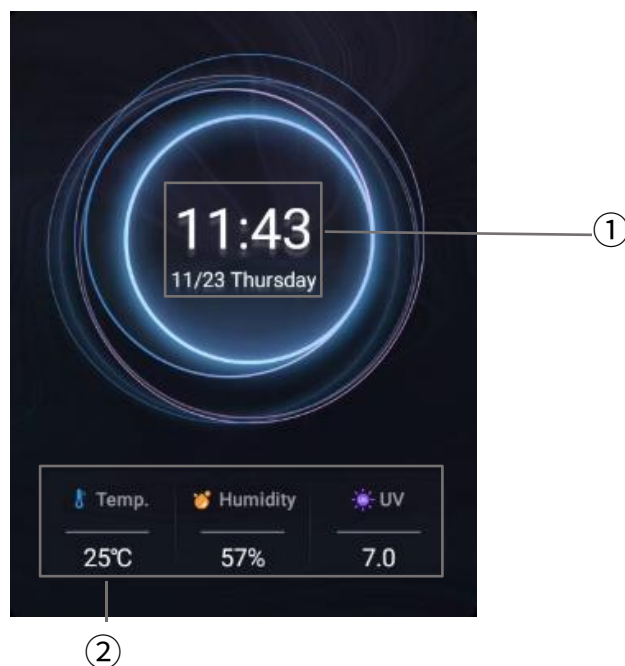 11:43
11/23 Thursday
①
Temp. Humidity UV
25℃ 57% 7.0
②